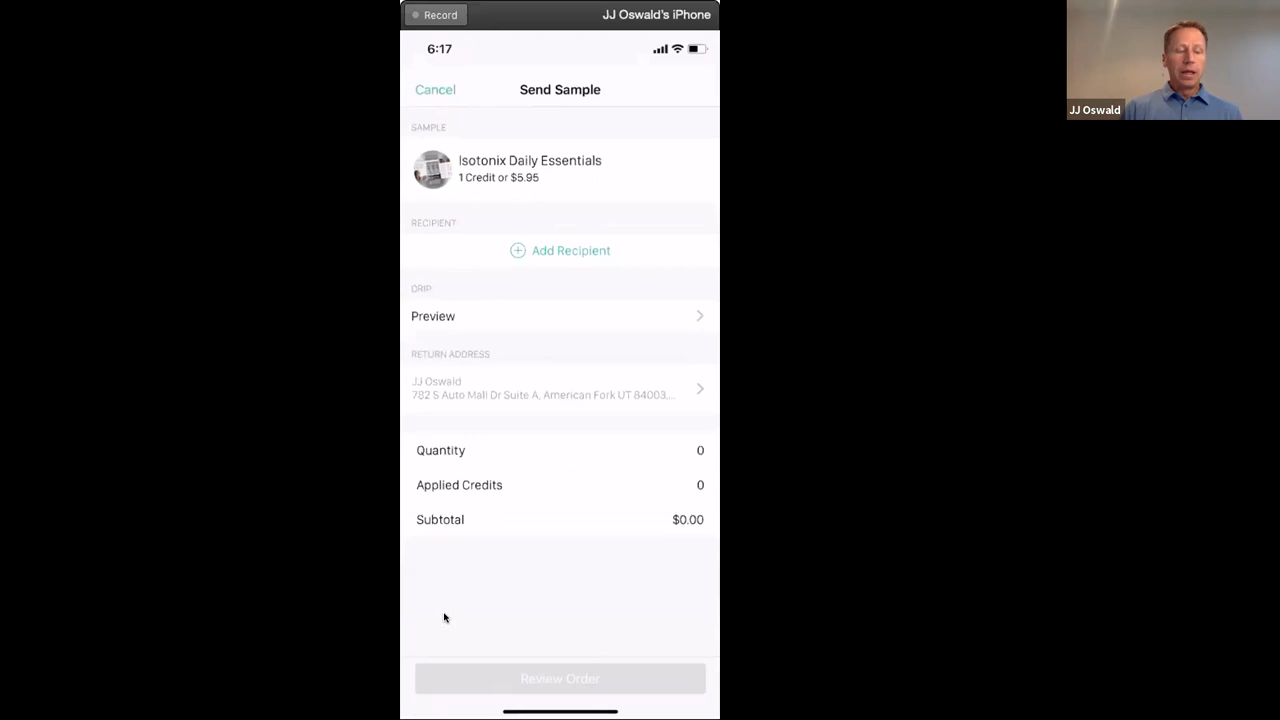 Record
JJ Oswald's iPhone
6:17
Cancel
Send Sample
SAMPLE
Isotonix Daily Essentials
1 Credit or $5.95
RECIPIENT
Add Recipient
DRIP
Preview
RETURN ADDRESS
JJ Oswald
782 S Auto Mall Dr Suite A, American Fork UT 84003,...
Quantity 0
Applied Credits 0
Subtotal $0.00
Review Order
JJ Oswald